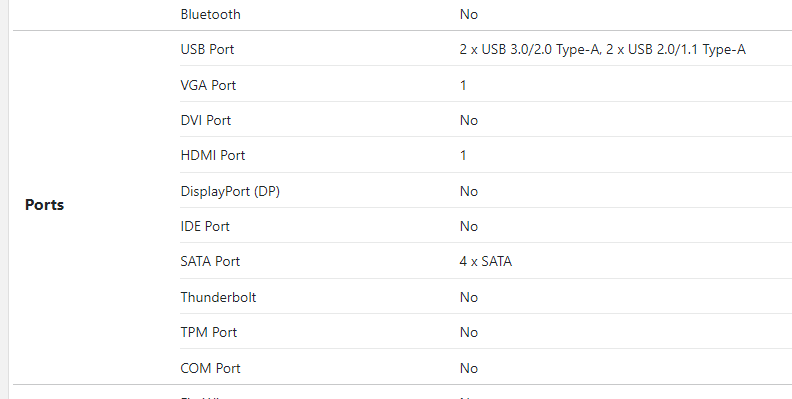 Bluetooth No
USB Port 2 x USB 3.0/2.0 Type-A, 2 x USB 2.0/1.1 Type-A
VGA Port 1
DVI Port No
HDMI Port 1
DisplayPort (DP) No
Ports
IDE Port No
SATA Port 4 x SATA
Thunderbolt No
TPM Port No
COM Port No